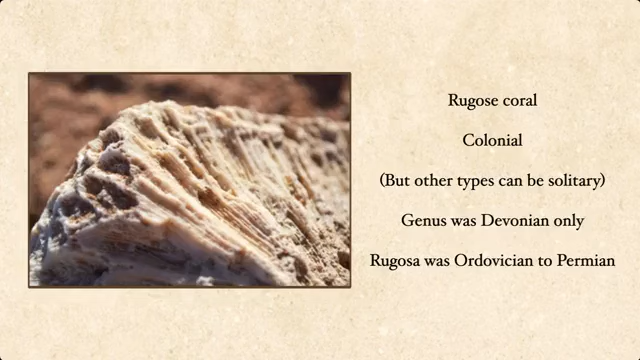 Rugose coral
Colonial
(But other types can be solitary)
Genus was Devonian only
Rugosa was Ordovician to Permian